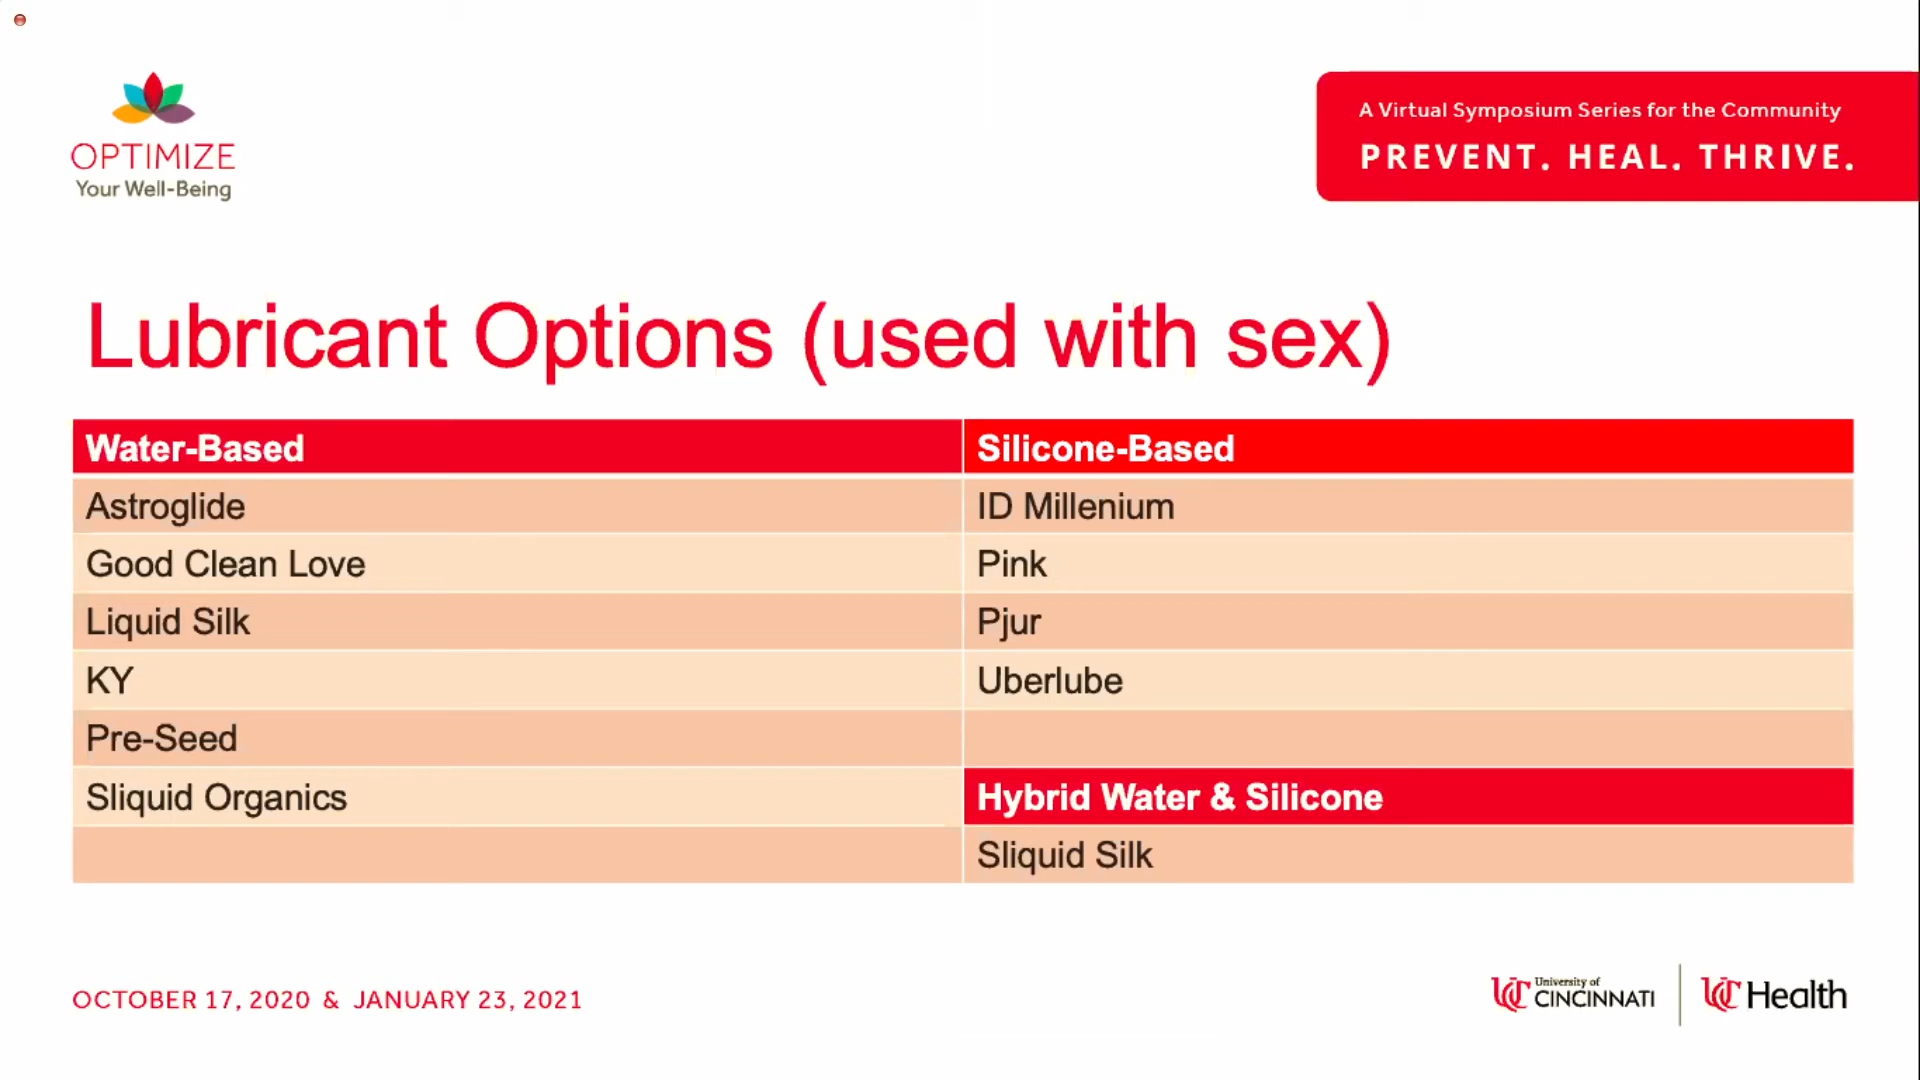 OPTIMIZE
Your Well-Being
A Virtual Symposium Series for the Community
PREVENT. HEAL. THRIVE.
Lubricant Options (used with sex)
Water-Based
Silicone-Based
Astroglide
ID Millenium
Good Clean Love
Pink
Liquid Silk
Pjur
KY
Uberlube
Pre-Seed
Sliquid Organics
Hybrid Water & Silicone
Sliquid Silk
OCTOBER 17, 2020 & JANUARY 23, 2021
UC University of
CINCINNATI
UC Health